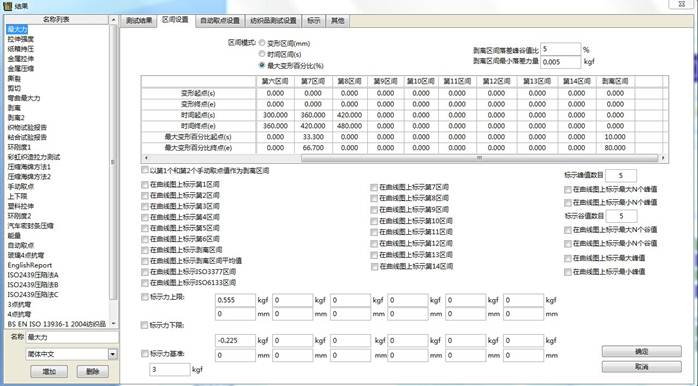 结果
名称列表
最大力
拉伸强度
纸箱持压
金属拉伸
金属压缩
撕裂
剪切
弯曲最大力
剥离
剥离2
织物试验报告
粘合试验报告
环刚度1
彩虹织造拉力测试
压缩海绵方法1
压缩海绵方法2
手动取点
上下限
塑料拉伸
环刚度2
汽车密封条压缩
能量
自动取点
玻璃4点抗弯
EnglishReport
ISO2439压陷法A
ISO2439压陷法B
ISO2439压陷法C
3点抗弯
4点抗弯
BS EN ISO 13936-1 2004纺织品
名称 最大力
简体中文
增加 删除
测试结果 区间设置 自动取点设置 纺织品测试设置 标示 其他
区间模式: 变形区间(mm)
时间区间(s)
最大变形百分比(%)
剥离区间落差峰谷值比 5 %
剥离区间最小落差力量 0.005 kgf
第六区间 第7区间 第8区间 第9区间 第10区间 第11区间 第12区间 第13区间 第14区间 剥离区间
变形起点(s) 0.000 0.000 0.000 0.000 0.000 0.000 0.000 0.000 0.000 0.000
变形终点(e) 0.000 0.000 0.000 0.000 0.000 0.000 0.000 0.000 0.000 0.000
时间起点(s) 300.000 360.000 420.000 0.000 0.000 0.000 0.000 0.000 0.000 0.000
时间终点(e) 360.000 420.000 480.000 0.000 0.000 0.000 0.000 0.000 0.000 0.000
最大变形百分比起点(s) 0.000 33.300 0.000 0.000 0.000 0.000 0.000 0.000 0.000 10.000
最大变形百分比终点(e) 0.000 66.700 0.000 0.000 0.000 0.000 0.000 0.000 0.000 80.000
以第1个和第2个手动取点值作为剥离区间
在曲线图上标示第1区间
在曲线图上标示第2区间
在曲线图上标示第3区间
在曲线图上标示第4区间
在曲线图上标示第5区间
在曲线图上标示第6区间
在曲线图上标示剥离区间
在曲线图上标示剥离区间平均值
在曲线图上标示ISO3377区间
在曲线图上标示ISO6133区间
在曲线图上标示第7区间
在曲线图上标示第8区间
在曲线图上标示第9区间
在曲线图上标示第10区间
在曲线图上标示第11区间
在曲线图上标示第12区间
在曲线图上标示第13区间
在曲线图上标示第14区间
标示峰值数目 5
在曲线图上标示最大N个峰值
在曲线图上标示最小N个峰值
标示谷值数目 5
在曲线图上标示最大N个谷值
在曲线图上标示最小N个谷值
在曲线图上标示最大峰值
在曲线图上标示最小峰值
标示力上限: 0.555 kgf 0 kgf 0 kgf 0 kgf 0 kgf 0 kgf
0 mm 0 mm 0 mm 0 mm 0 mm 0 mm
标示力下限:
-0.225 kgf 0 kgf 0 kgf 0 kgf 0 kgf 0 kgf
标示力基准: 0 mm 0 mm 0 mm 0 mm 0 mm 0 mm
3 kgf
确定
取消